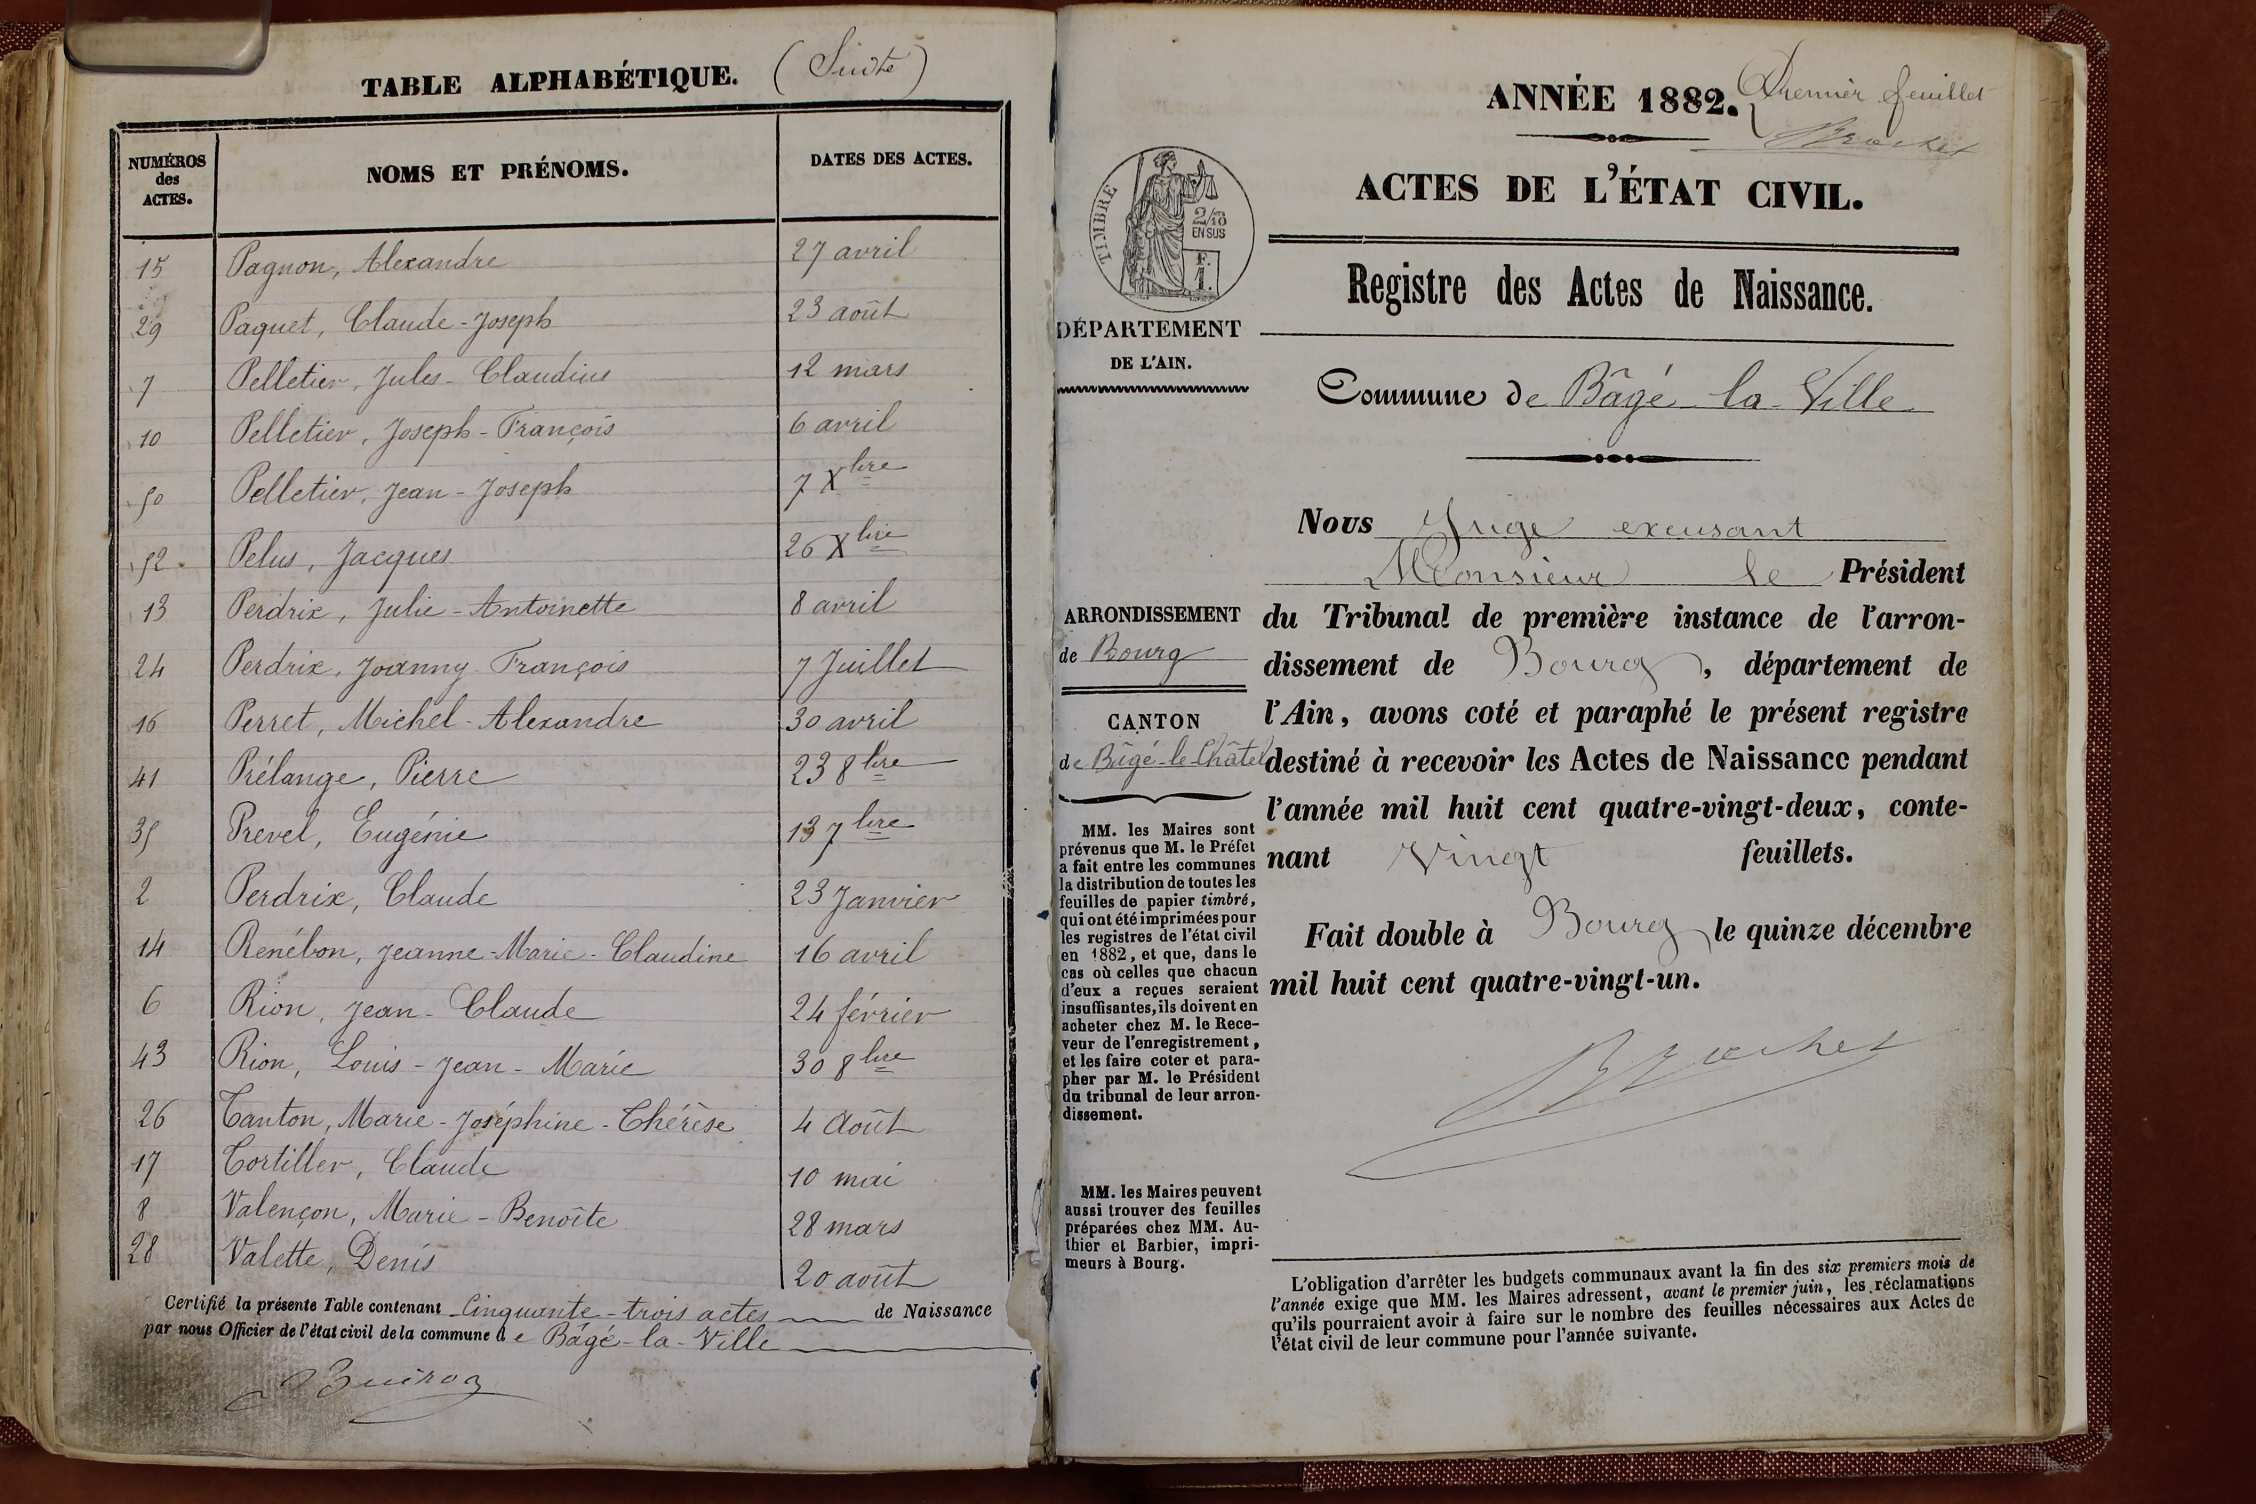 TABLE ALPHABÉTIQUE. (Suite)
NUMÉROS des ACTES. NOMS ET PRÉNOMS. DATES DES ACTES.
15 Pagnon, Alexandre 27 avril
29 Paquet, Claude-Joseph 23 août
7 Pelletier, Jules-Claudius 12 mars
10 Pelletier, Joseph-François 6 avril
50 Pelletier, Jean-Joseph 7 Xbre
52 Pelus, Jacques 26 Xbre
13 Perdrix, Julie-Antoinette 8 avril
24 Perdrix, Joanny-François 7 Juillet
16 Perret, Michel-Alexandre 30 avril
41 Prélange, Pierre 23 8bre
35 Prevel, Eugénie 13 7bre
2 Perdrix, Claude 23 Janvier
14 Renébon, Jeanne-Marie-Claudine 16 avril
6 Rion, Jean-Claude 24 février
43 Rion, Louis-Jean-Marie 30 8bre
26 Tanton, Marie-Joséphine-Thérèse 4 Août
17 Tortiller, Claude 10 mai
8 Valençon, Marie-Benoîte 28 mars
28 Valette, Denis 20 août
Certifié la présente Table contenant Cinquante-trois actes de Naissance
par nous Officier de l'état civil de la commune de Bâgé-la-Ville
ANNÉE 1882. Premier feuillet
Brochet
ACTES DE L'ÉTAT CIVIL.
TIMBRE
2/10 EN SUS
F. 1.
Registre des Actes de Naissance.
DÉPARTEMENT
DE L'AIN.
Commune de Bâgé-la-Ville
Nous Juge excusant
Monsieur le Président
du Tribunal de première instance de l'arron-
dissement de Bourg, département de
l'Ain, avons coté et paraphé le présent registre
destiné à recevoir les Actes de Naissance pendant
l'année mil huit cent quatre-vingt-deux, conte-
nant Vingt feuillets.
Fait double à Bourg, le quinze décembre
mil huit cent quatre-vingt-un.
Brochet
ARRONDISSEMENT
de Bourg
CANTON
de Bâgé-le-Châtel
MM. les Maires sont
prévenus que M. le Préfet
a fait entre les communes
la distribution de toutes les
feuilles de papier timbré,
qui ont été imprimées pour
les registres de l'état civil
en 1882, et que, dans le
cas où celles que chacun
d'eux a reçues seraient
insuffisantes, ils doivent en
acheter chez M. le Rece-
veur de l'enregistrement,
et les faire coter et para-
pher par M. le Président
du tribunal de leur arron-
dissement.
MM. les Maires peuvent
aussi trouver des feuilles
préparées chez MM. Au-
thier et Barbier, impri-
meurs à Bourg.
L'obligation d'arrêter les budgets communaux avant la fin des six premiers mois de
l'année exige que MM. les Maires adressent, avant le premier juin, les réclamations
qu'ils pourraient avoir à faire sur le nombre des feuilles nécessaires aux Actes de
l'état civil de leur commune pour l'année suivante.